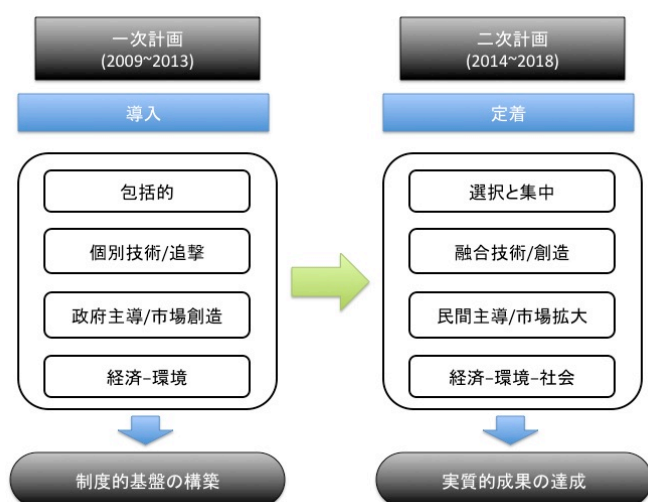 一次計画
(2009~2013)
導入
包括的
個別技術/追撃
政府主導/市場創造
経済–環境
制度的基盤の構築
二次計画
(2014~2018)
定着
選択と集中
融合技術/創造
民間主導/市場拡大
経済–環境–社会
実質的成果の達成